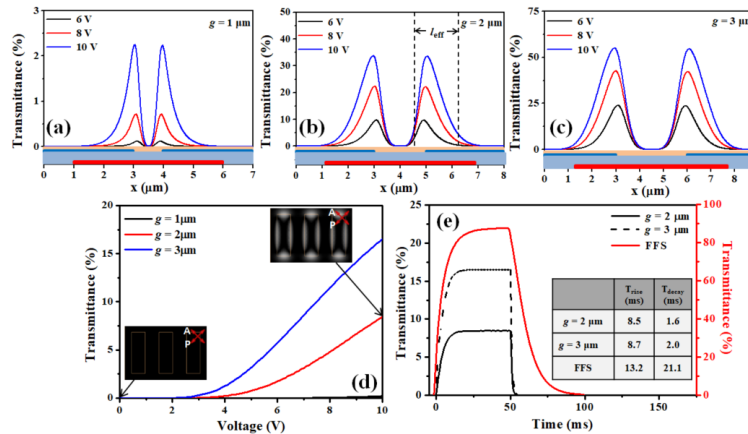 6 V
8 V
10 V
g = 1 μm
Transmittance (%)
3
2
1
0
(a)
0 1 2 3 4 5 6 7
x (μm)
6 V
8 V
10 V
g = 2 μm
l_eff
Transmittance (%)
50
40
30
20
10
0
(b)
0 1 2 3 4 5 6 7 8
x (μm)
6 V
8 V
10 V
g = 3 μm
Transmittance (%)
75
50
25
0
(c)
0 1 2 3 4 5 6 7 8
x (μm)
g = 1μm
g = 2μm
g = 3μm
A
P
A
P
Transmittance (%)
20
15
10
5
0
(d)
0 2 4 6 8 10
Voltage (V)
(e)
g = 2 μm
g = 3 μm
FFS
Transmittance (%)
25
20
15
10
5
0
100
80
60
40
20
0
Transmittance (%)
T_rise (ms) T_decay (ms)
g = 2 μm 8.5 1.6
g = 3 μm 8.7 2.0
FFS 13.2 21.1
0 50 100 150
Time (ms)